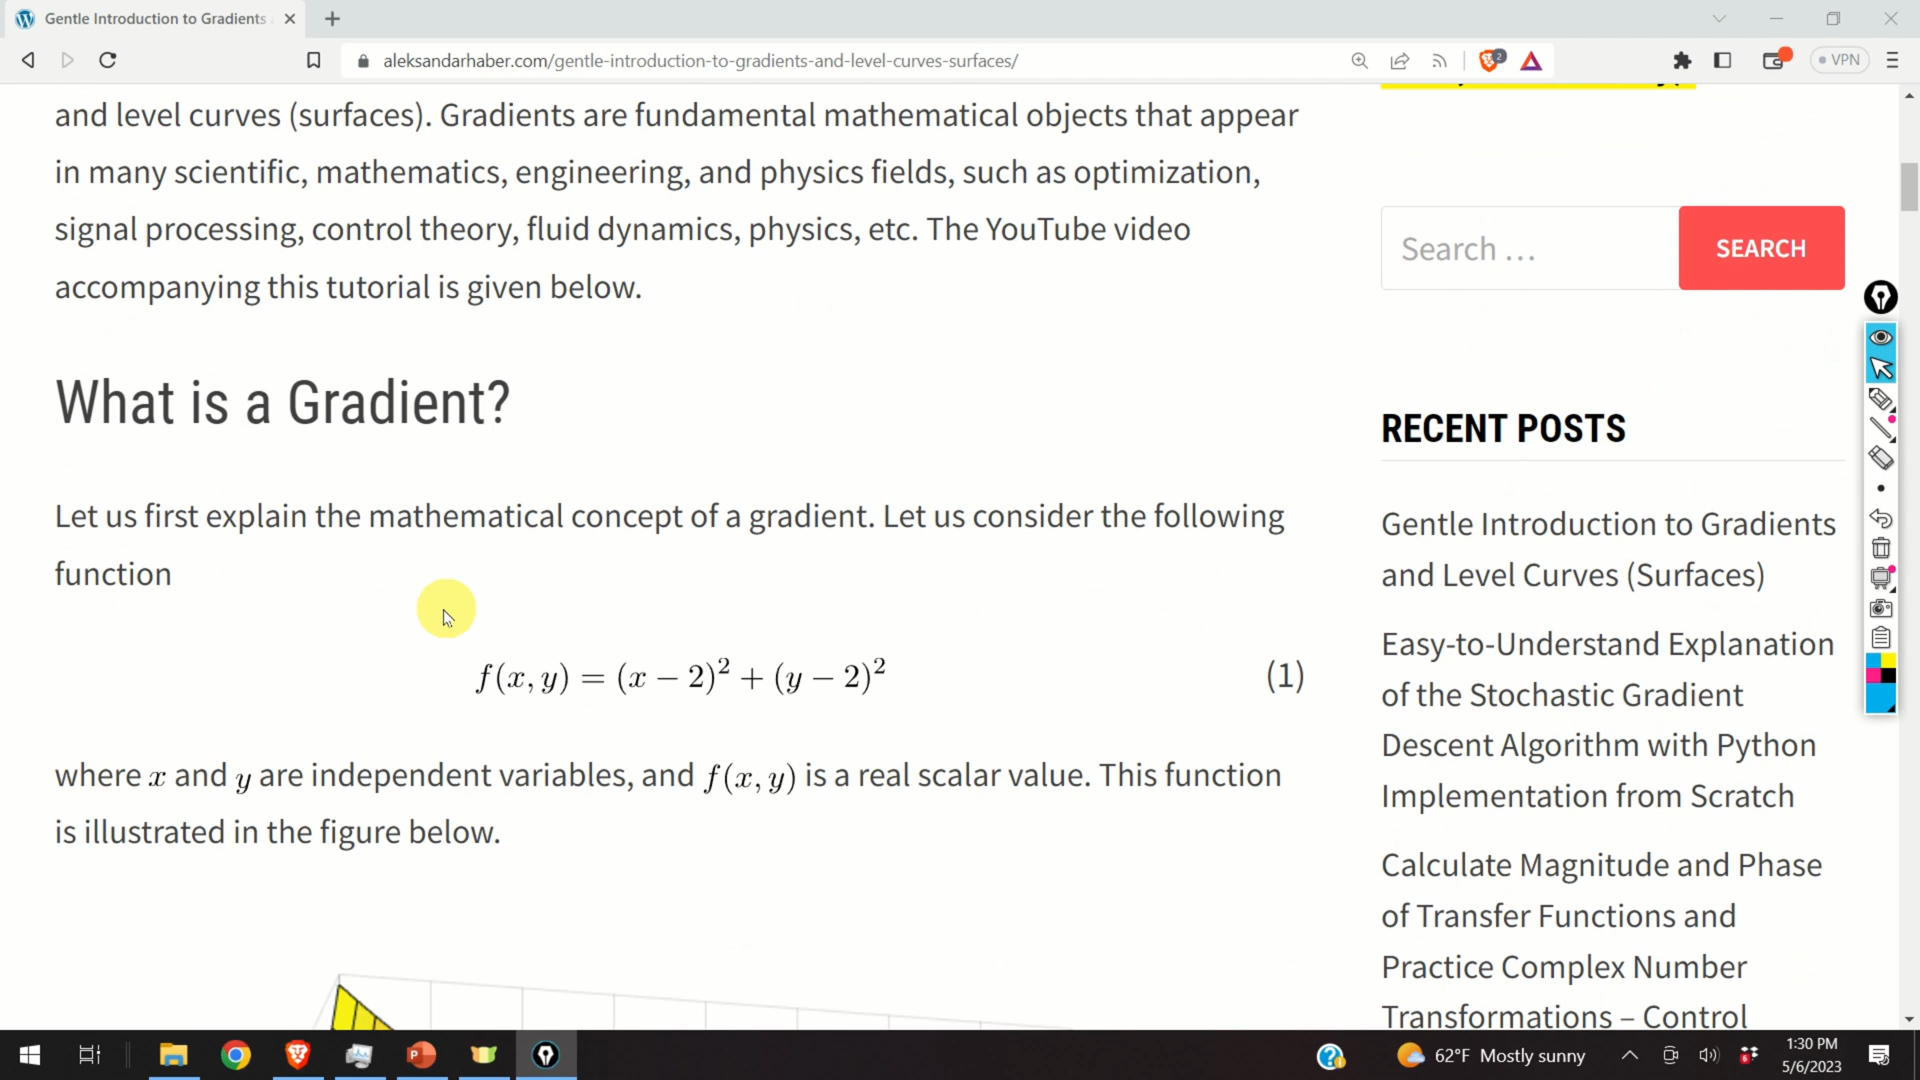 Gentle Introduction to Gradients
aleksandarhaber.com/gentle-introduction-to-gradients-and-level-curves-surfaces/
2
VPN
and level curves (surfaces). Gradients are fundamental mathematical objects that appear
in many scientific, mathematics, engineering, and physics fields, such as optimization,
signal processing, control theory, fluid dynamics, physics, etc. The YouTube video
accompanying this tutorial is given below.
What is a Gradient?
Let us first explain the mathematical concept of a gradient. Let us consider the following
function
f(x, y) = (x − 2)² + (y − 2)² (1)
where x and y are independent variables, and f(x, y) is a real scalar value. This function
is illustrated in the figure below.
Search …
SEARCH
RECENT POSTS
Gentle Introduction to Gradients
and Level Curves (Surfaces)
Easy-to-Understand Explanation
of the Stochastic Gradient
Descent Algorithm with Python
Implementation from Scratch
Calculate Magnitude and Phase
of Transfer Functions and
Practice Complex Number
Transformations – Control
62°F Mostly sunny
1:30 PM
5/6/2023